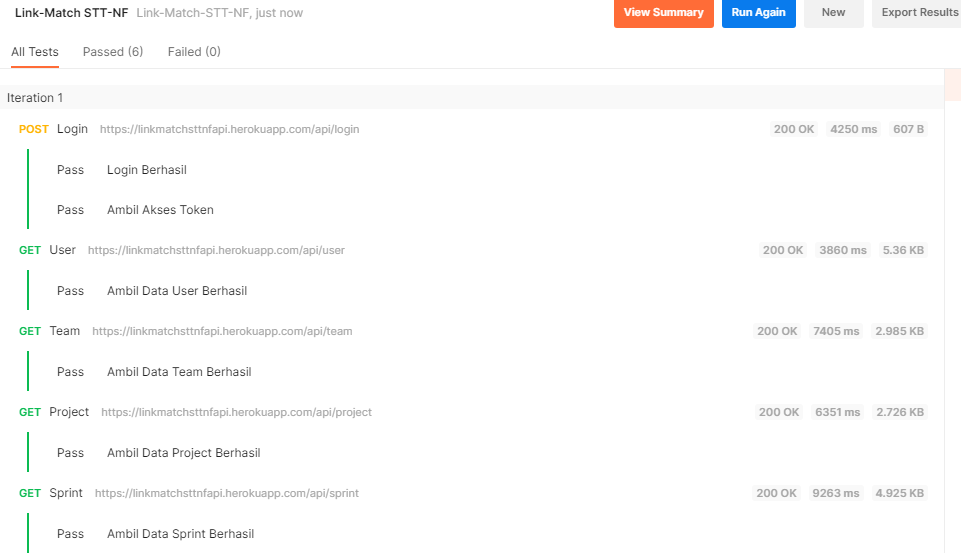 Link-Match STT-NF Link-Match-STT-NF, just now View Summary Run Again New Export Results
All Tests Passed (6) Failed (0)
Iteration 1
POST Login https://linkmatchsttnfapi.herokuapp.com/api/login 200 OK 4250 ms 607 B
Pass Login Berhasil
Pass Ambil Akses Token
GET User https://linkmatchsttnfapi.herokuapp.com/api/user 200 OK 3860 ms 5.36 KB
Pass Ambil Data User Berhasil
GET Team https://linkmatchsttnfapi.herokuapp.com/api/team 200 OK 7405 ms 2.985 KB
Pass Ambil Data Team Berhasil
GET Project https://linkmatchsttnfapi.herokuapp.com/api/project 200 OK 6351 ms 2.726 KB
Pass Ambil Data Project Berhasil
GET Sprint https://linkmatchsttnfapi.herokuapp.com/api/sprint 200 OK 9263 ms 4.925 KB
Pass Ambil Data Sprint Berhasil